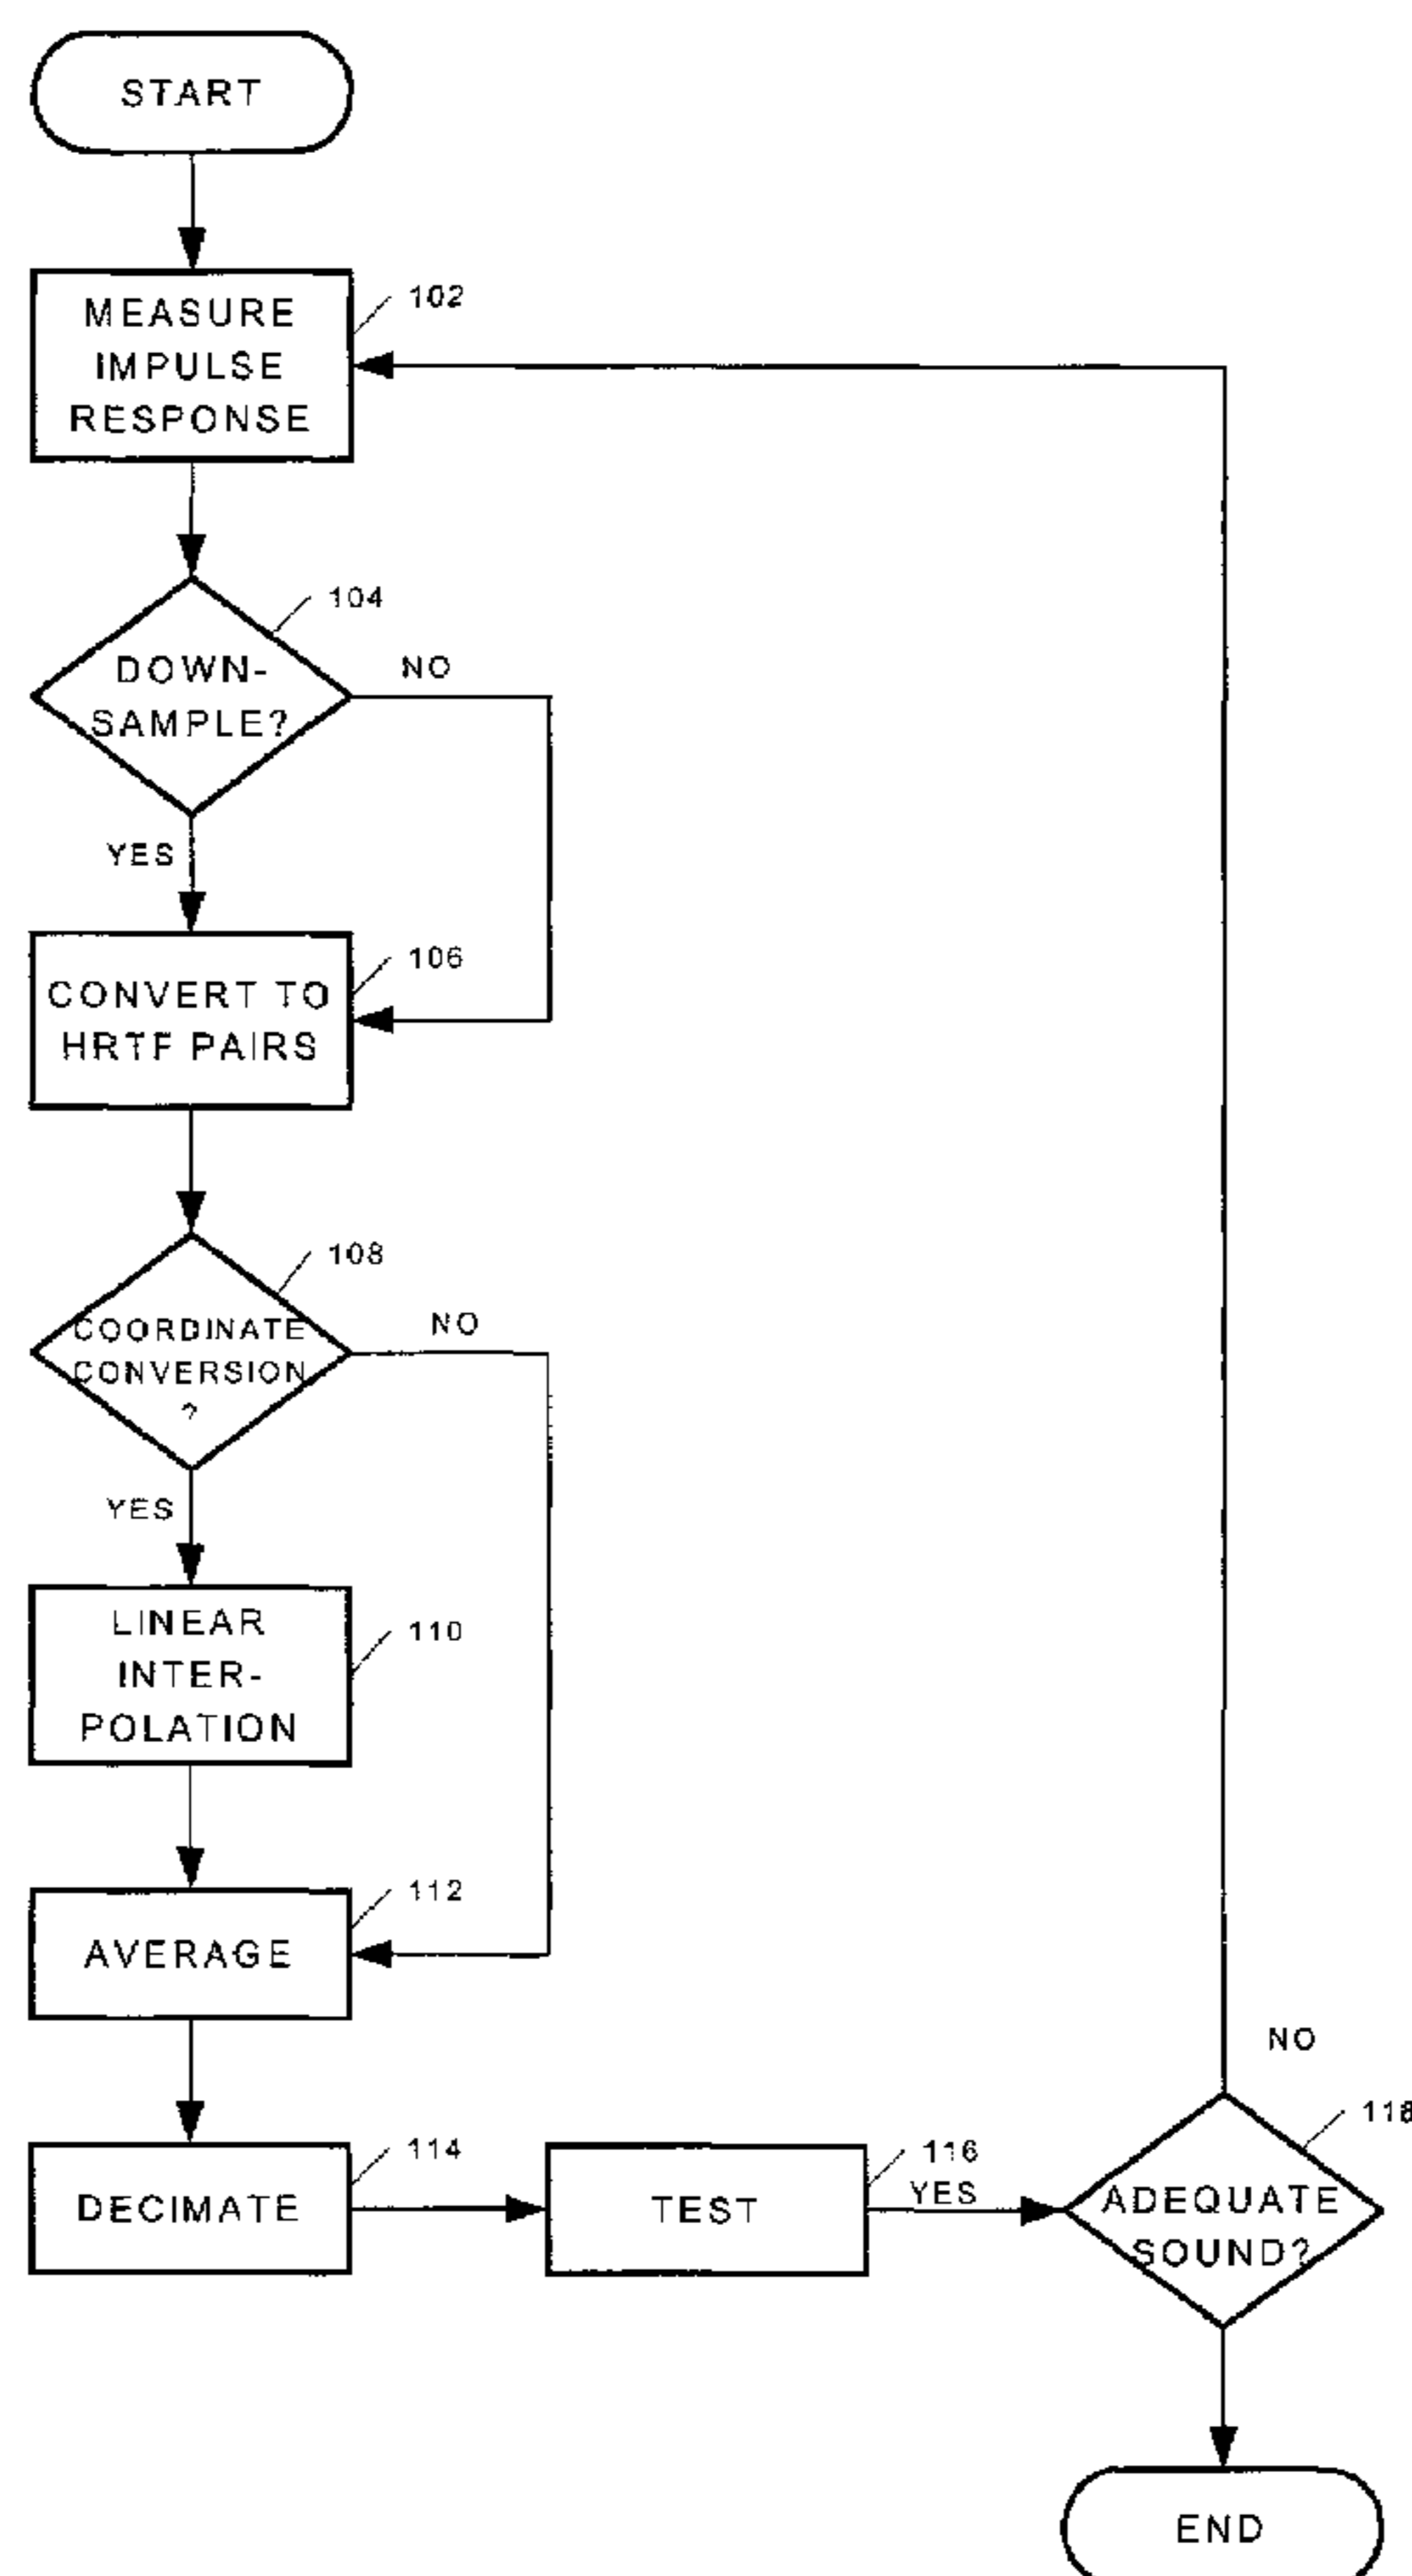 START
MEASURE
IMPULSE
RESPONSE
102
104
DOWN-
SAMPLE?
NO
YES
106
CONVERT TO
HRTF PAIRS
108
COORDINATE
CONVERSION
?
NO
YES
LINEAR
INTER-
POLATION
110
112
AVERAGE
NO
114
DECIMATE
116
TEST
YES
118
ADEQUATE
SOUND?
END